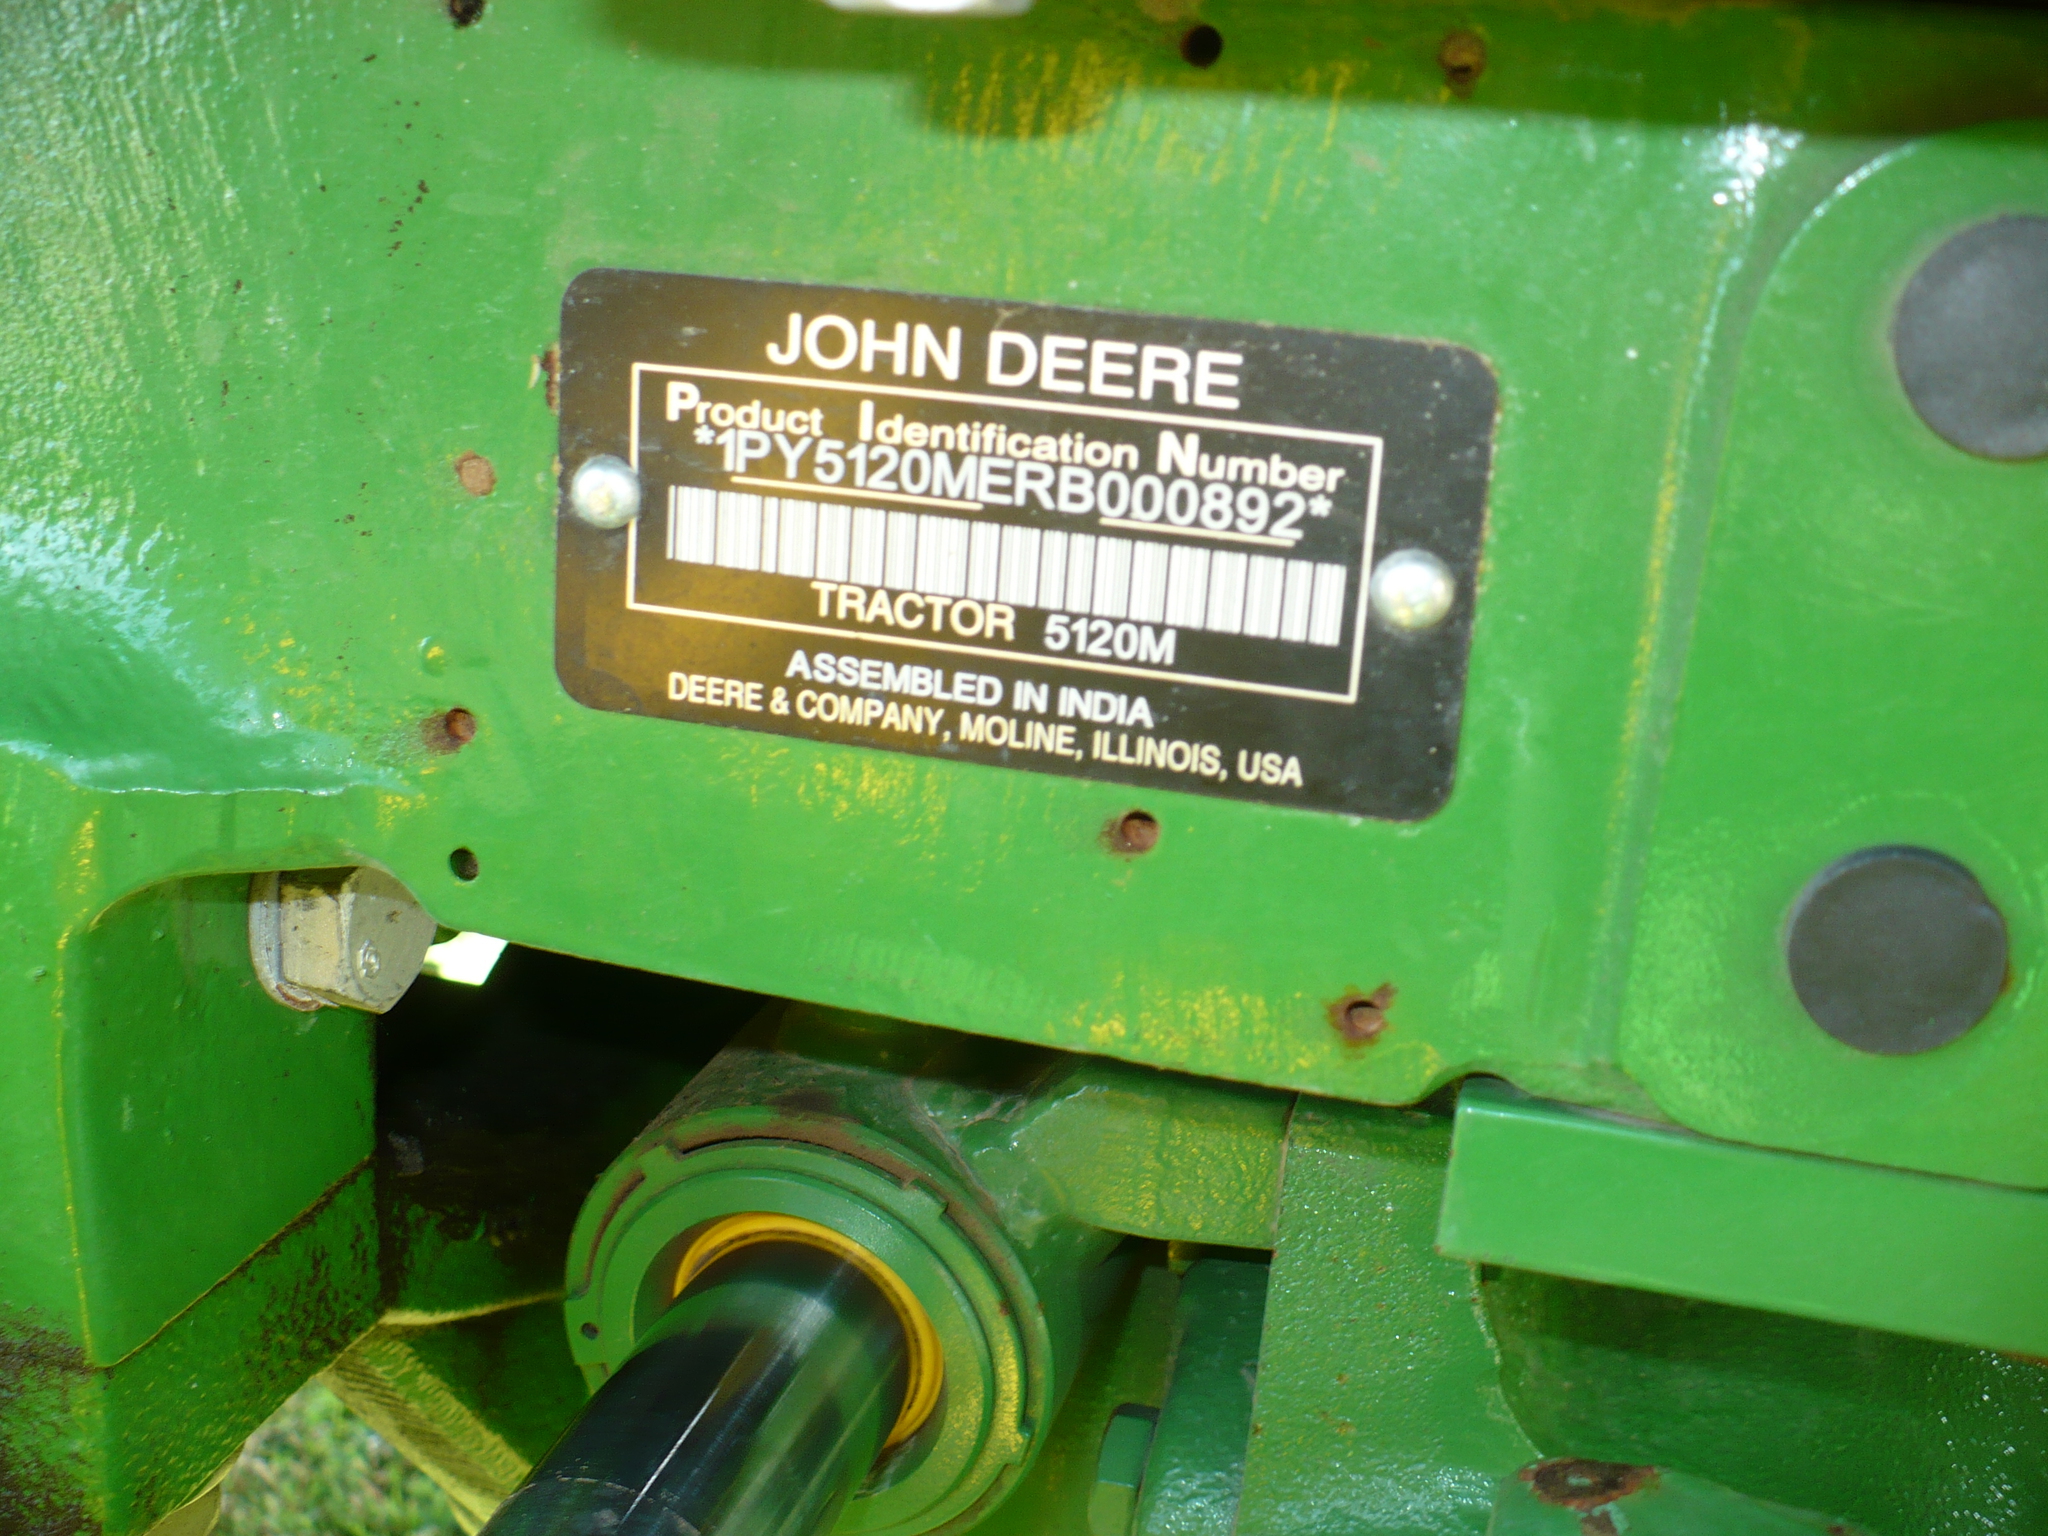 JOHN DEERE
Product Identification Number
*1PY5120MERB000892*
TRACTOR 5120M
ASSEMBLED IN INDIA
DEERE & COMPANY, MOLINE, ILLINOIS, USA